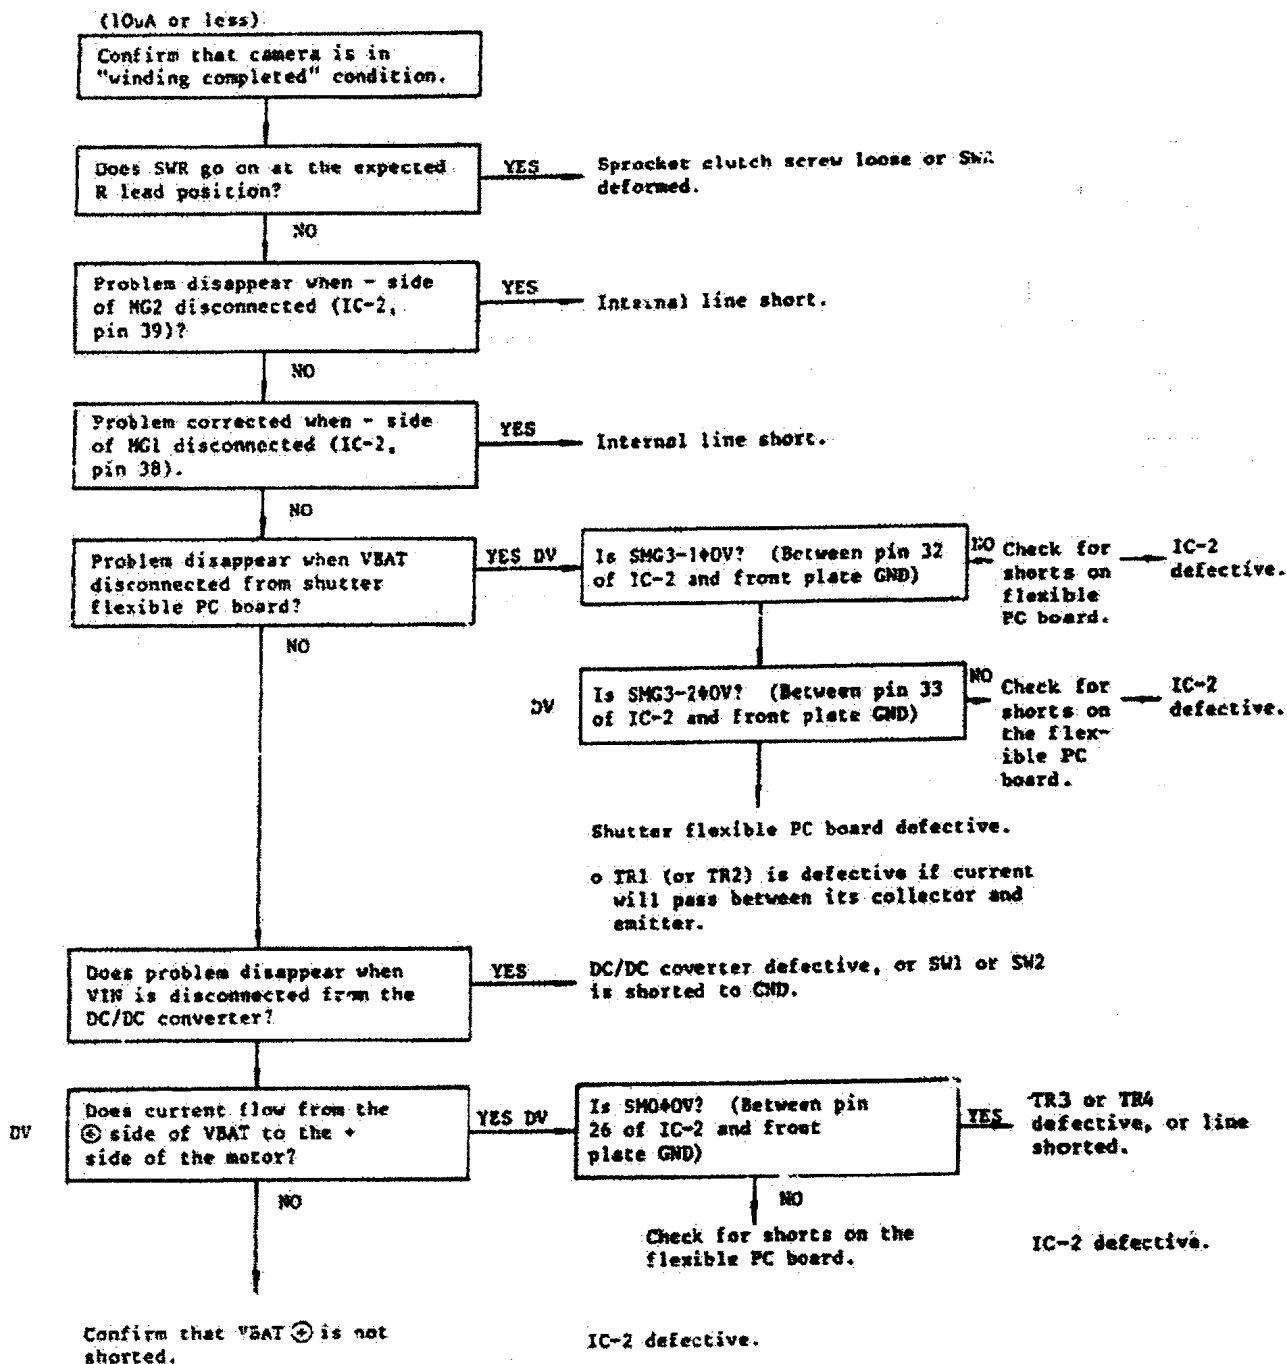 (10uA or less)
Confirm that camera is in
"winding completed" condition.
Does SWR go on at the expected
R lead position?
YES
Sprocket clutch screw loose or SWR
deformed.
NO
Problem disappear when - side
of MG2 disconnected (IC-2,
pin 39)?
YES
Internal line short.
NO
Problem corrected when - side
of MG1 disconnected (IC-2,
pin 38).
YES
Internal line short.
NO
Problem disappear when VBAT
disconnected from shutter
flexible PC board?
YES DV
Is SMG3-1≠0V? (Between pin 32
of IC-2 and front plate GND)
NO
Check for
shorts on
flexible
PC board.
IC-2
defective.
NO
DV
Is SMG3-2≠0V? (Between pin 33
of IC-2 and front plate GND)
NO
Check for
shorts on
the flex-
ible PC
board.
IC-2
defective.
Shutter flexible PC board defective.
o TR1 (or TR2) is defective if current
will pass between its collector and
emitter.
Does problem disappear when
VIN is disconnected from the
DC/DC converter?
YES
DC/DC coverter defective, or SW1 or SW2
is shorted to GND.
DV
Does current flow from the
⊕ side of VBAT to the +
side of the motor?
YES DV
Is SMO≠0V? (Between pin
26 of IC-2 and front
plate GND)
YES
TR3 or TR4
defective, or line
shorted.
NO
NO
Check for shorts on the
flexible PC board.
IC-2 defective.
Confirm that VBAT ⊕ is not
shorted.
IC-2 defective.